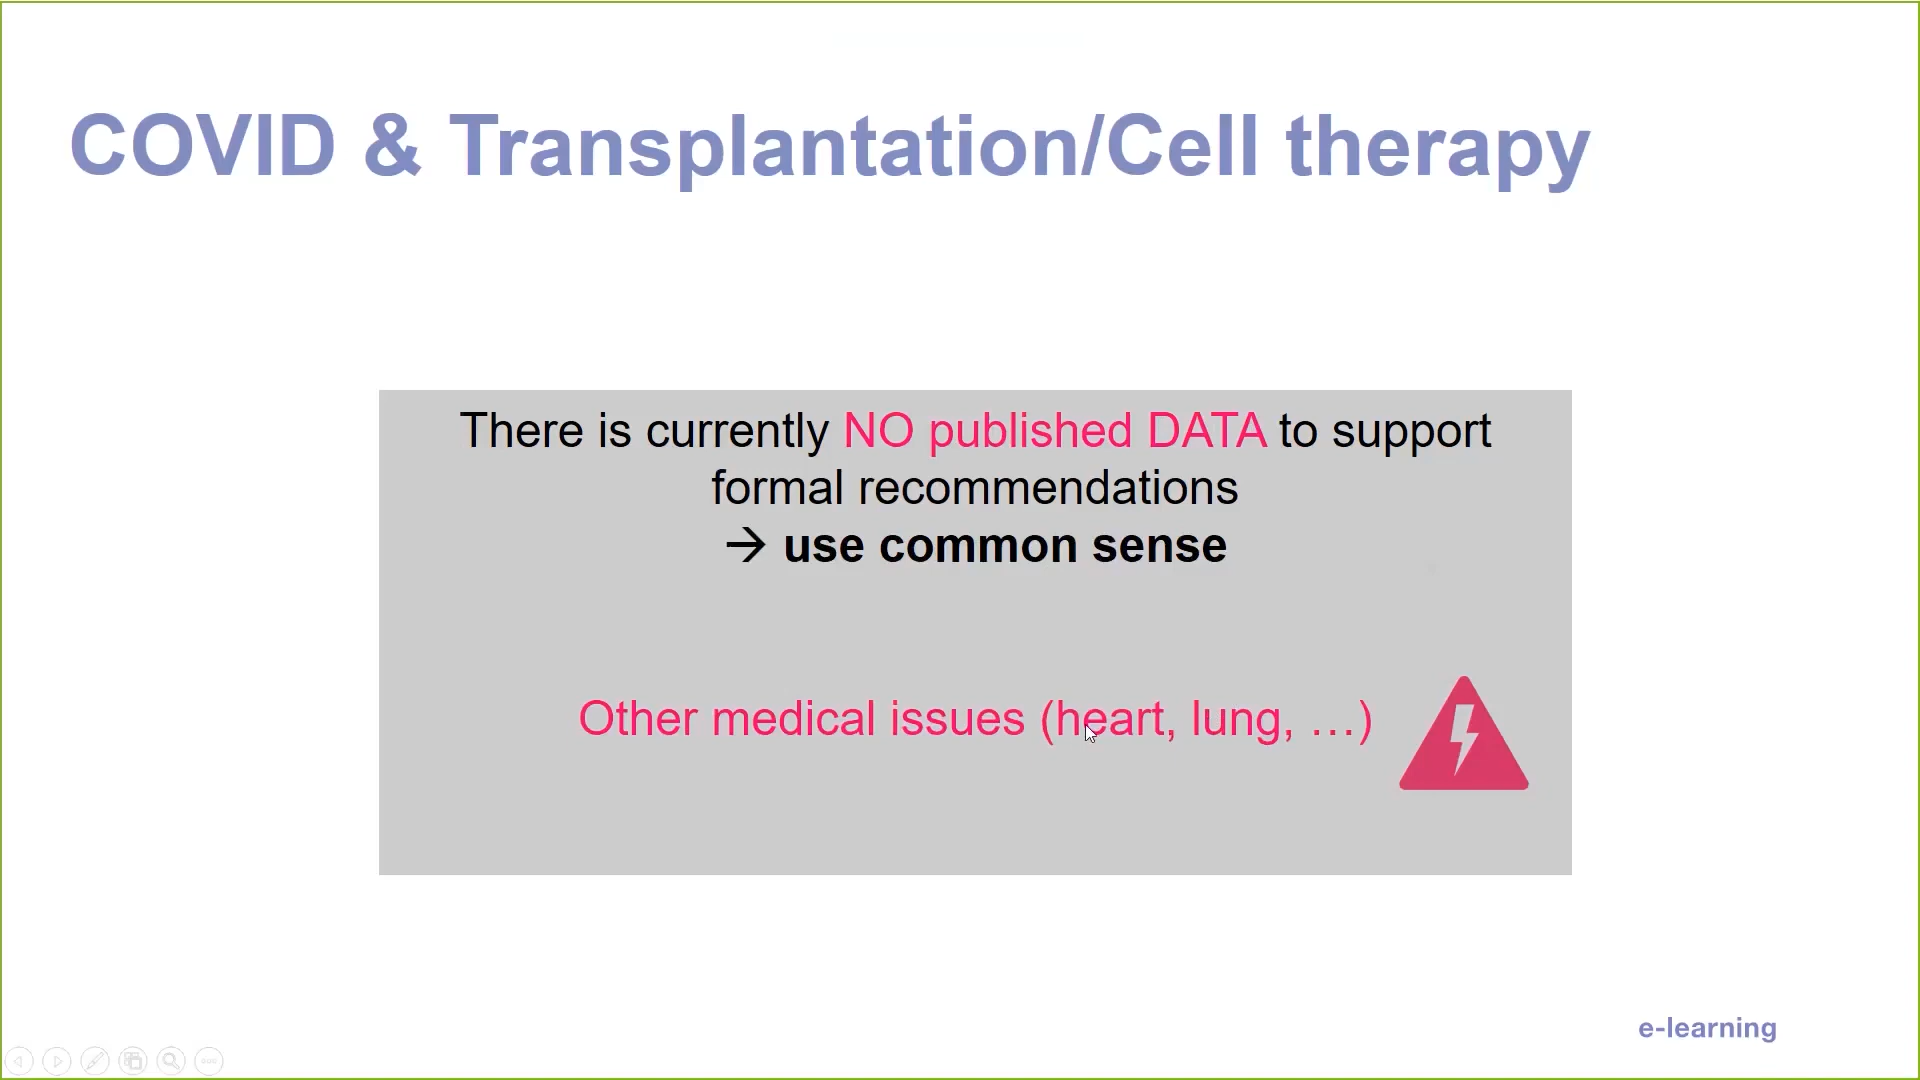 COVID & Transplantation/Cell therapy
There is currently NO published DATA to support
formal recommendations
→ use common sense
Other medical issues (heart, lung, …)
e-learning